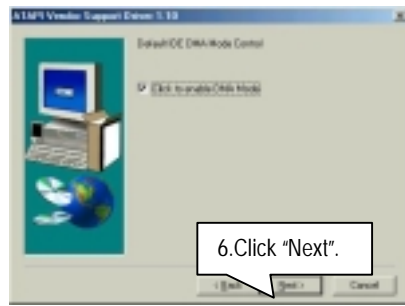 ATAPI Vendor Support Driver 1.10
Default IDE DMA Mode Control
Click to enable DMA Mode
6.Click “Next”.
< Back Next > Cancel